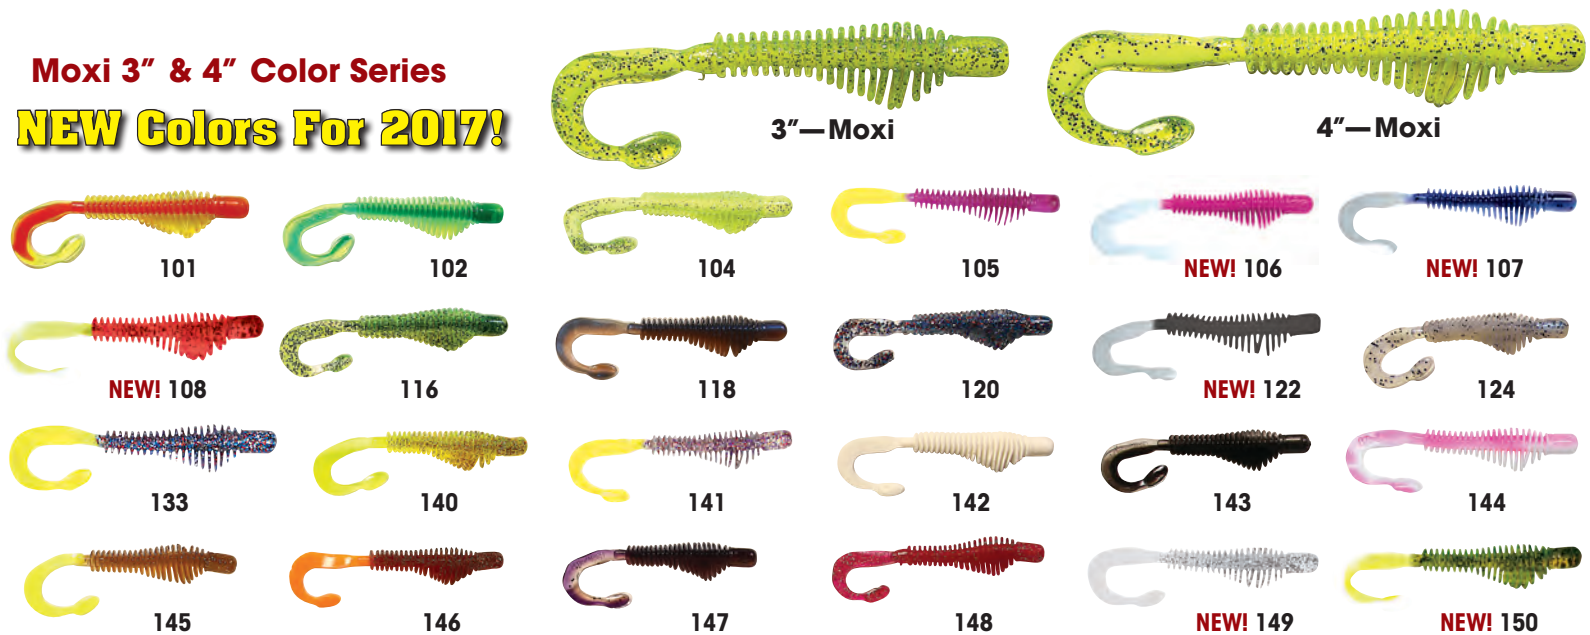 Moxi 3” & 4” Color Series
NEW Colors For 2017!
3”—Moxi
4”—Moxi
101
102
104
105
NEW! 106
NEW! 107
NEW! 108
116
118
120
NEW! 122
124
133
140
141
142
143
144
145
146
147
148
NEW! 149
NEW! 150